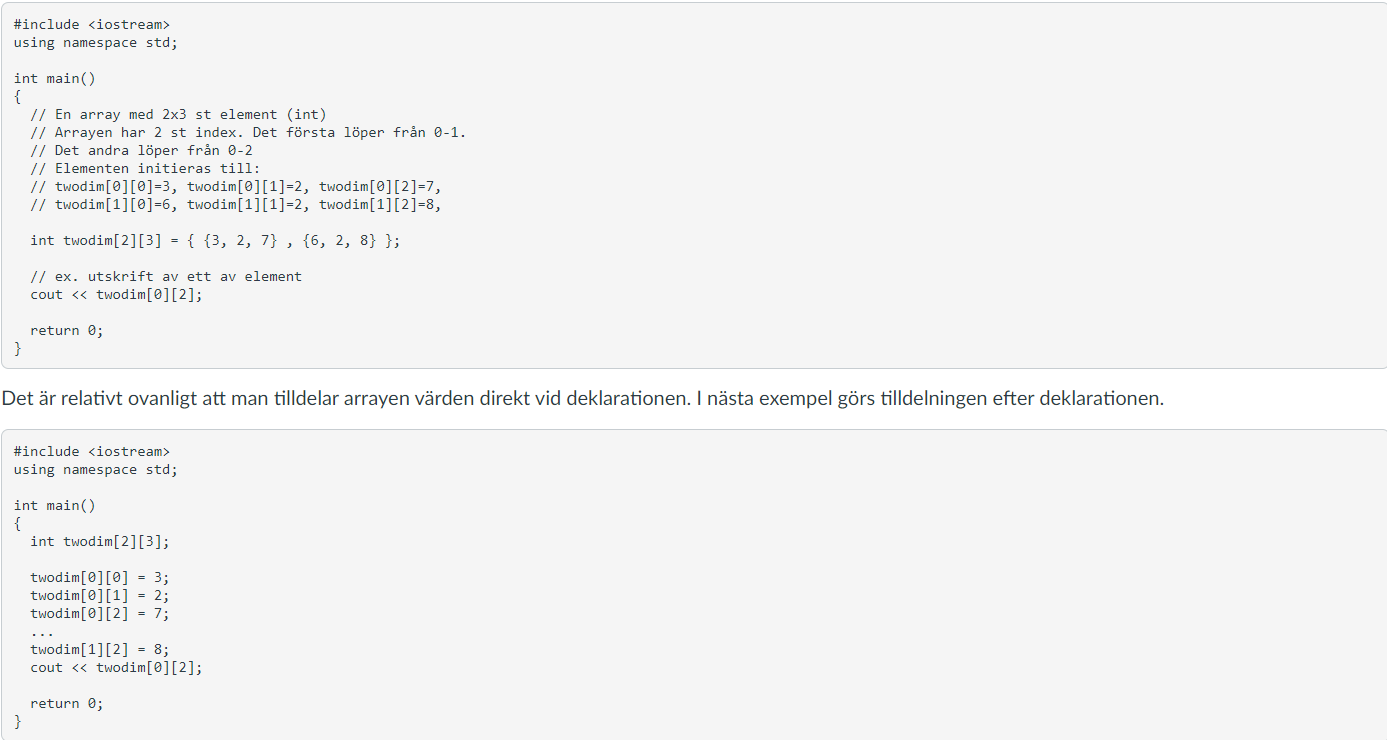 #include <iostream>
using namespace std;
int main()
{
// En array med 2x3 st element (int)
// Arrayen har 2 st index. Det första löper från 0-1.
// Det andra löper från 0-2
// Elementen initieras till:
// twodim[0][0]=3, twodim[0][1]=2, twodim[0][2]=7,
// twodim[1][0]=6, twodim[1][1]=2, twodim[1][2]=8,
int twodim[2][3] = { {3, 2, 7} , {6, 2, 8} };
// ex. utskrift av ett av element
cout << twodim[0][2];
return 0;
}
Det är relativt ovanligt att man tilldelar arrayen värden direkt vid deklarationen. I nästa exempel görs tilldelningen efter deklarationen.
#include <iostream>
using namespace std;
int main()
{
int twodim[2][3];
twodim[0][0] = 3;
twodim[0][1] = 2;
twodim[0][2] = 7;
...
twodim[1][2] = 8;
cout << twodim[0][2];
return 0;
}